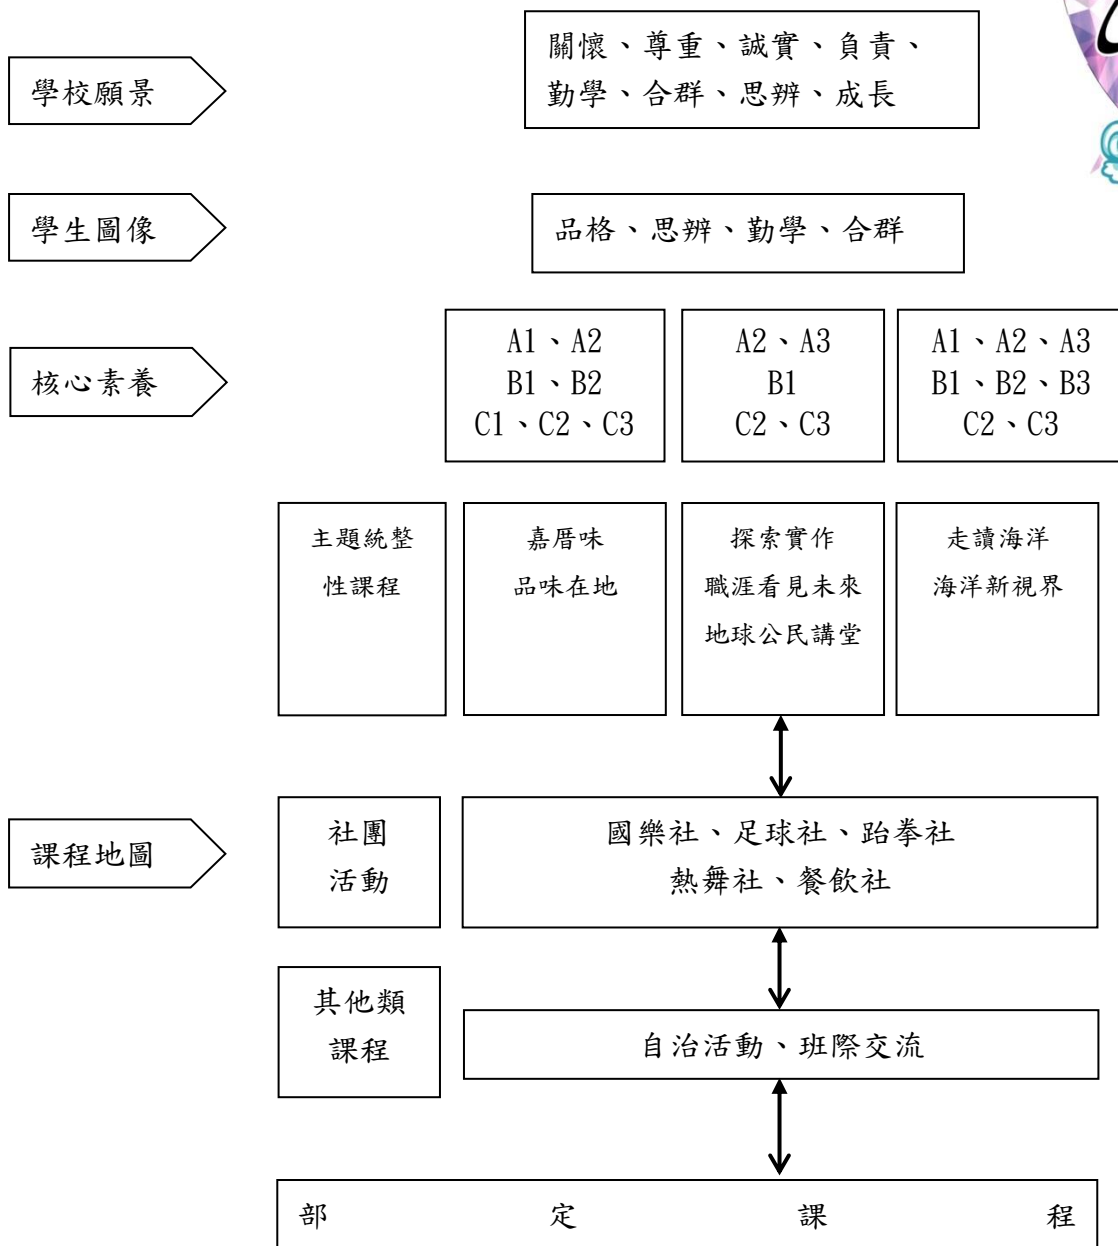 學校願景
關懷、尊重、誠實、負責、
勤學、合群、思辨、成長
學生圖像
品格、思辨、勤學、合群
核心素養
A1、A2
B1、B2
C1、C2、C3
A2、A3
B1
C2、C3
A1、A2、A3
B1、B2、B3
C2、C3
主題統整
性課程
嘉厝味
品味在地
探索實作
職涯看見未來
地球公民講堂
走讀海洋
海洋新視界
課程地圖
社團
活動
國樂社、足球社、跆拳社
熱舞社、餐飲社
其他類
課程
自治活動、班際交流
部 定 課 程